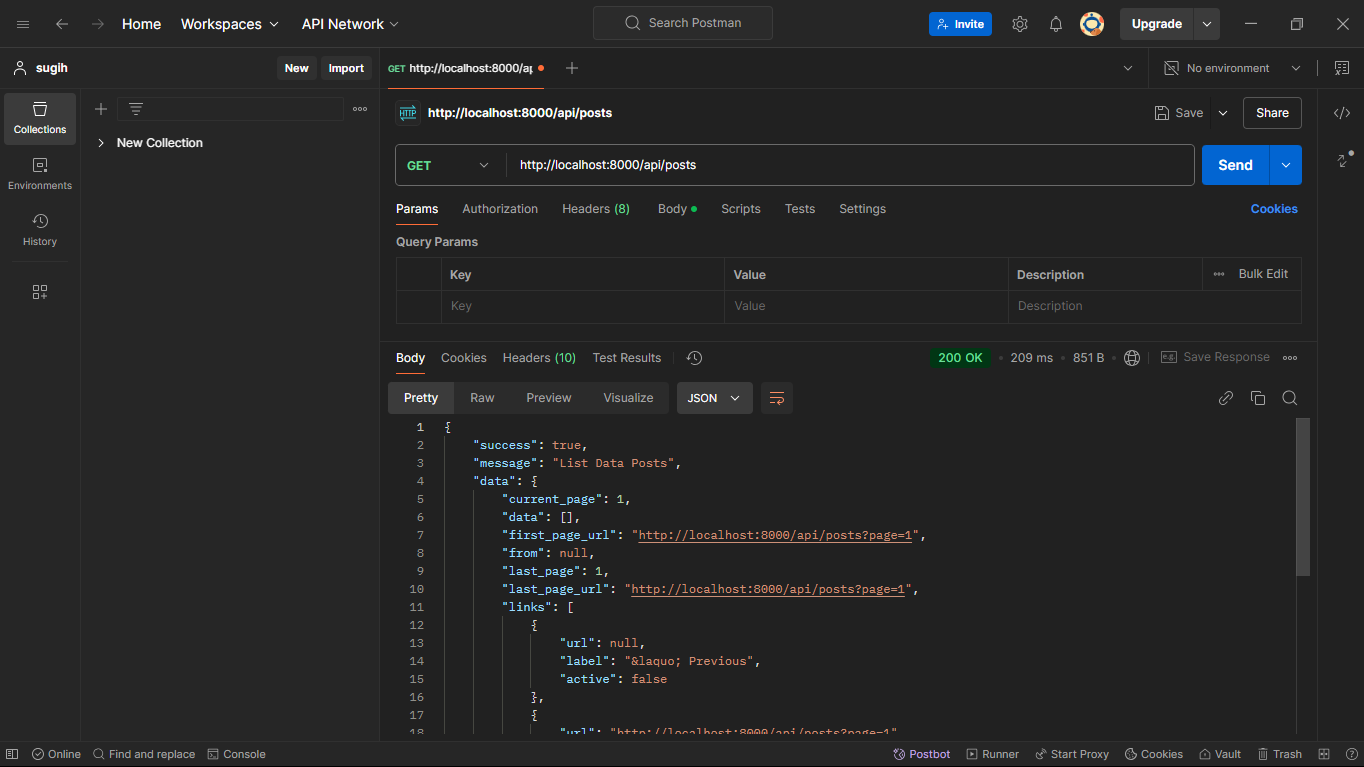 Home Workspaces API Network Search Postman Invite Upgrade
sugih New Import GET http://localhost:8000/ap No environment
HTTP http://localhost:8000/api/posts Save Share
Collections
New Collection
Environments
History
GET http://localhost:8000/api/posts Send
Params Authorization Headers (8) Body Scripts Tests Settings Cookies
Query Params
Key Value Description Bulk Edit
Key Value Description
Body Cookies Headers (10) Test Results 200 OK 209 ms 851 B e.g. Save Response
Pretty Raw Preview Visualize JSON
1 {
2 "success": true,
3 "message": "List Data Posts",
4 "data": {
5 "current_page": 1,
6 "data": [],
7 "first_page_url": "http://localhost:8000/api/posts?page=1",
8 "from": null,
9 "last_page": 1,
10 "last_page_url": "http://localhost:8000/api/posts?page=1",
11 "links": [
12 {
13 "url": null,
14 "label": "&laquo; Previous",
15 "active": false
16 },
17 {
18 "url": "http://localhost:8000/api/posts?page=1"
Online Find and replace Console Postbot Runner Start Proxy Cookies Vault Trash